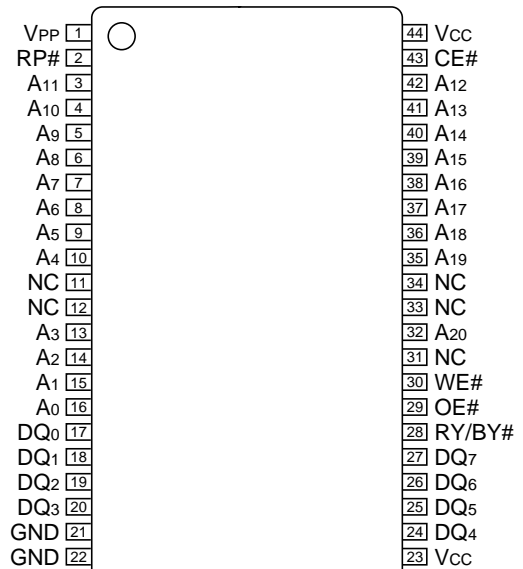 VPP 1 44 VCC
RP# 2 43 CE#
A11 3 42 A12
A10 4 41 A13
A9 5 40 A14
A8 6 39 A15
A7 7 38 A16
A6 8 37 A17
A5 9 36 A18
A4 10 35 A19
NC 11 34 NC
NC 12 33 NC
A3 13 32 A20
A2 14 31 NC
A1 15 30 WE#
A0 16 29 OE#
DQ0 17 28 RY/BY#
DQ1 18 27 DQ7
DQ2 19 26 DQ6
DQ3 20 25 DQ5
GND 21 24 DQ4
GND 22 23 VCC